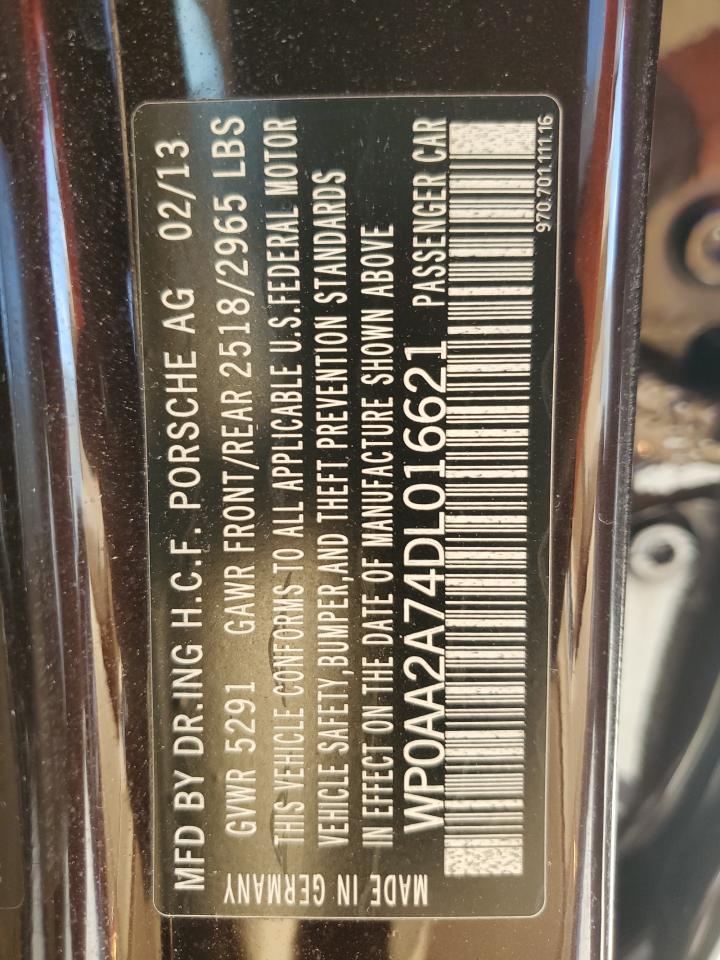 MFD BY DR.ING H.C.F. PORSCHE AG 02/13
GVWR 5291 GAWR FRONT/REAR 2518/2965 LBS
THIS VEHICLE CONFORMS TO ALL APPLICABLE U.S.FEDERAL MOTOR
VEHICLE SAFETY,BUMPER,AND THEFT PREVENTION STANDARDS
IN EFFECT ON THE DATE OF MANUFACTURE SHOWN ABOVE
WP0AA2A74DL016621 PASSENGER CAR
970.701.111.16
MADE IN GERMANY